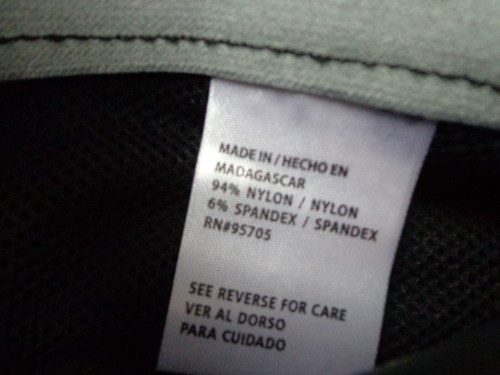 MADE IN / HECHO EN
MADAGASCAR
94% NYLON / NYLON
6% SPANDEX / SPANDEX
RN#95705
SEE REVERSE FOR CARE
VER AL DORSO
PARA CUIDADO